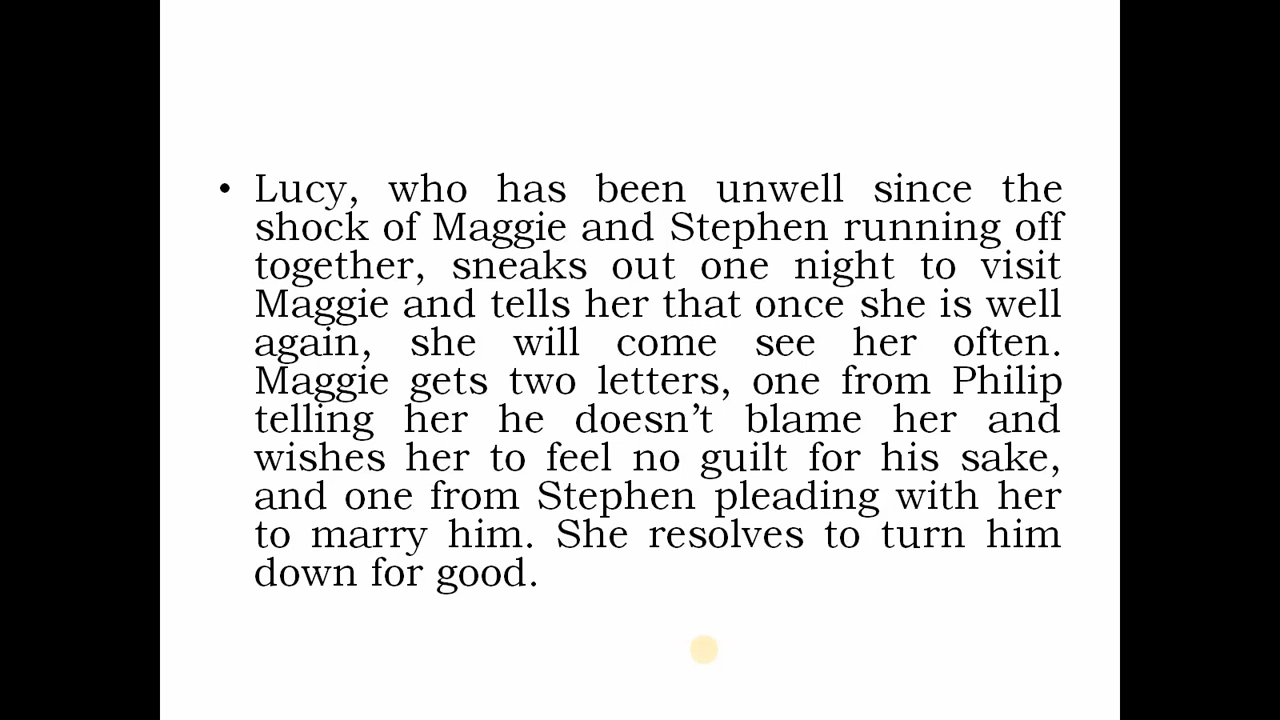 • Lucy, who has been unwell since the
shock of Maggie and Stephen running off
together, sneaks out one night to visit
Maggie and tells her that once she is well
again, she will come see her often.
Maggie gets two letters, one from Philip
telling her he doesn’t blame her and
wishes her to feel no guilt for his sake,
and one from Stephen pleading with her
to marry him. She resolves to turn him
down for good.